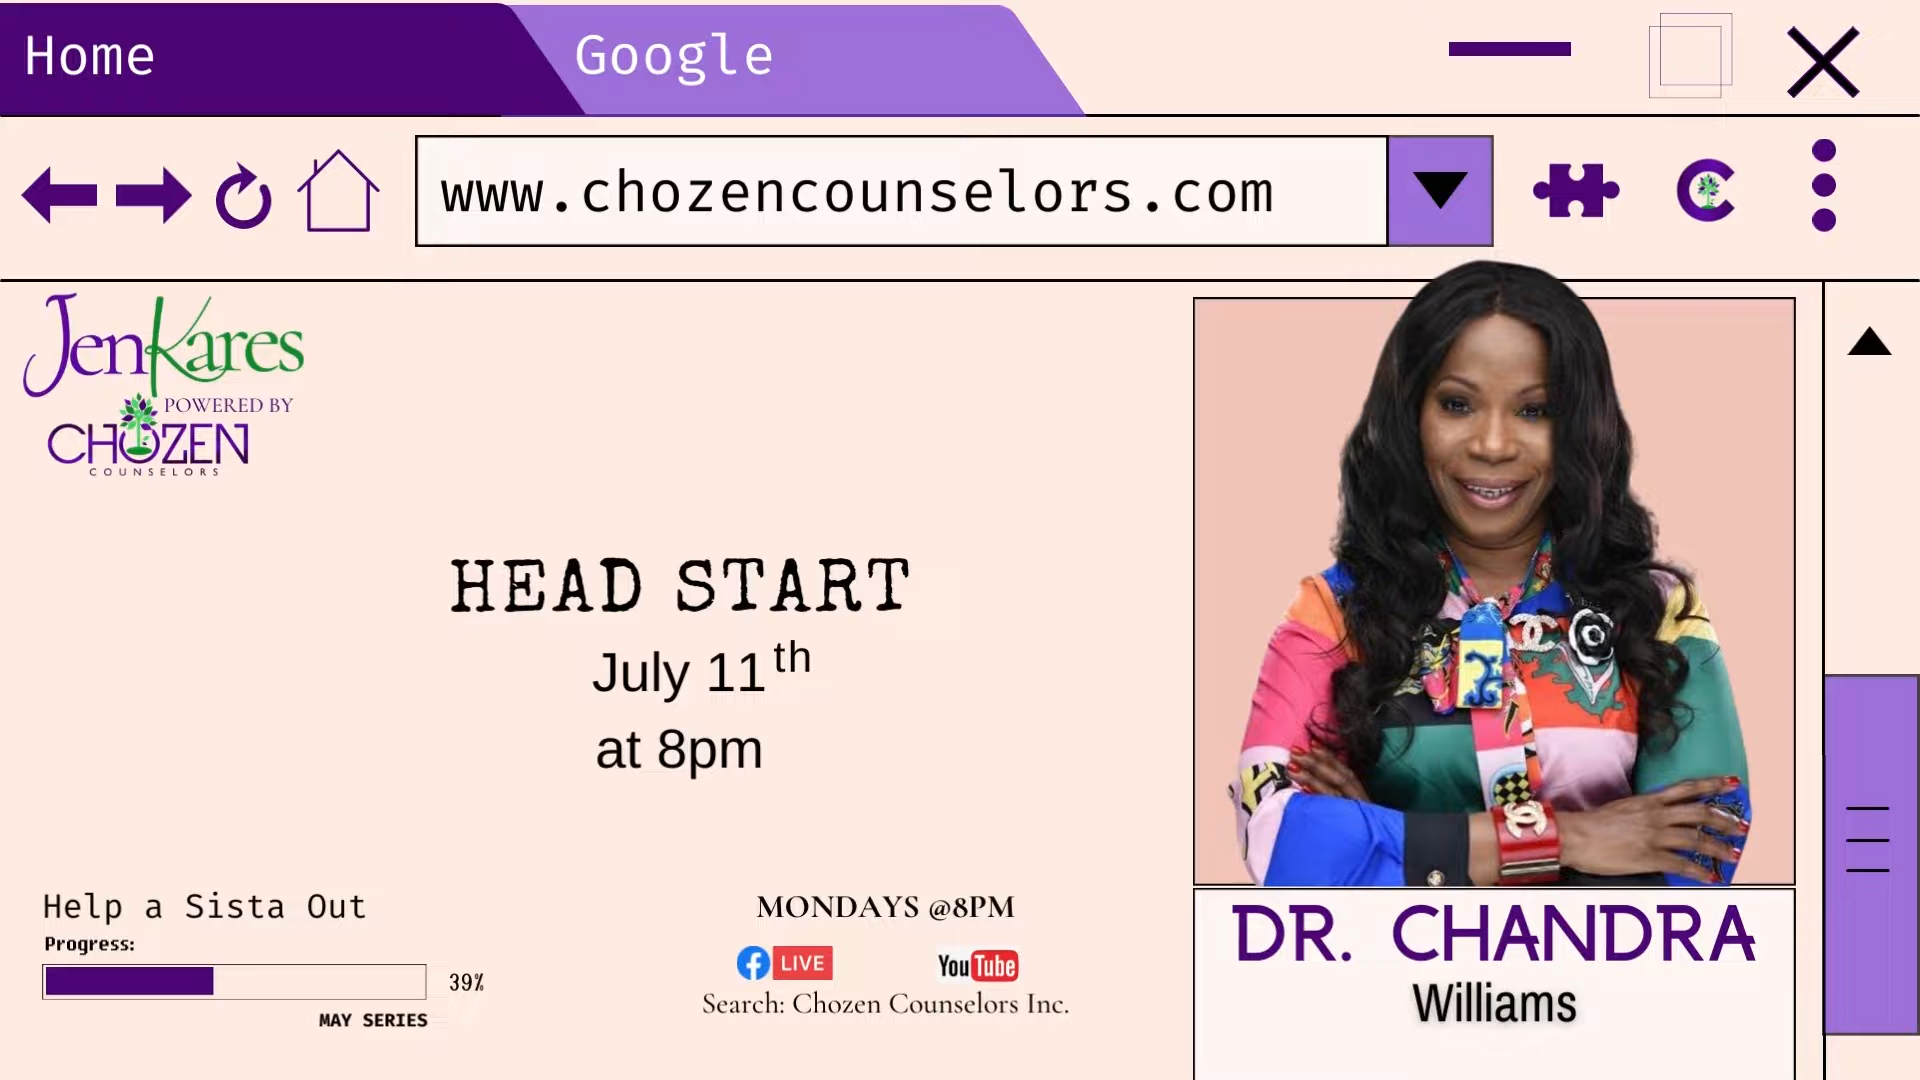 Home
Google
www.chozencounselors.com
JenKares
POWERED BY
CHOZEN
COUNSELORS
HEAD START
July 11th
at 8pm
Help a Sista Out
Progress:
39%
MAY SERIES
MONDAYS @8PM
LIVE
YouTube
Search: Chozen Counselors Inc.
DR. CHANDRA
Williams